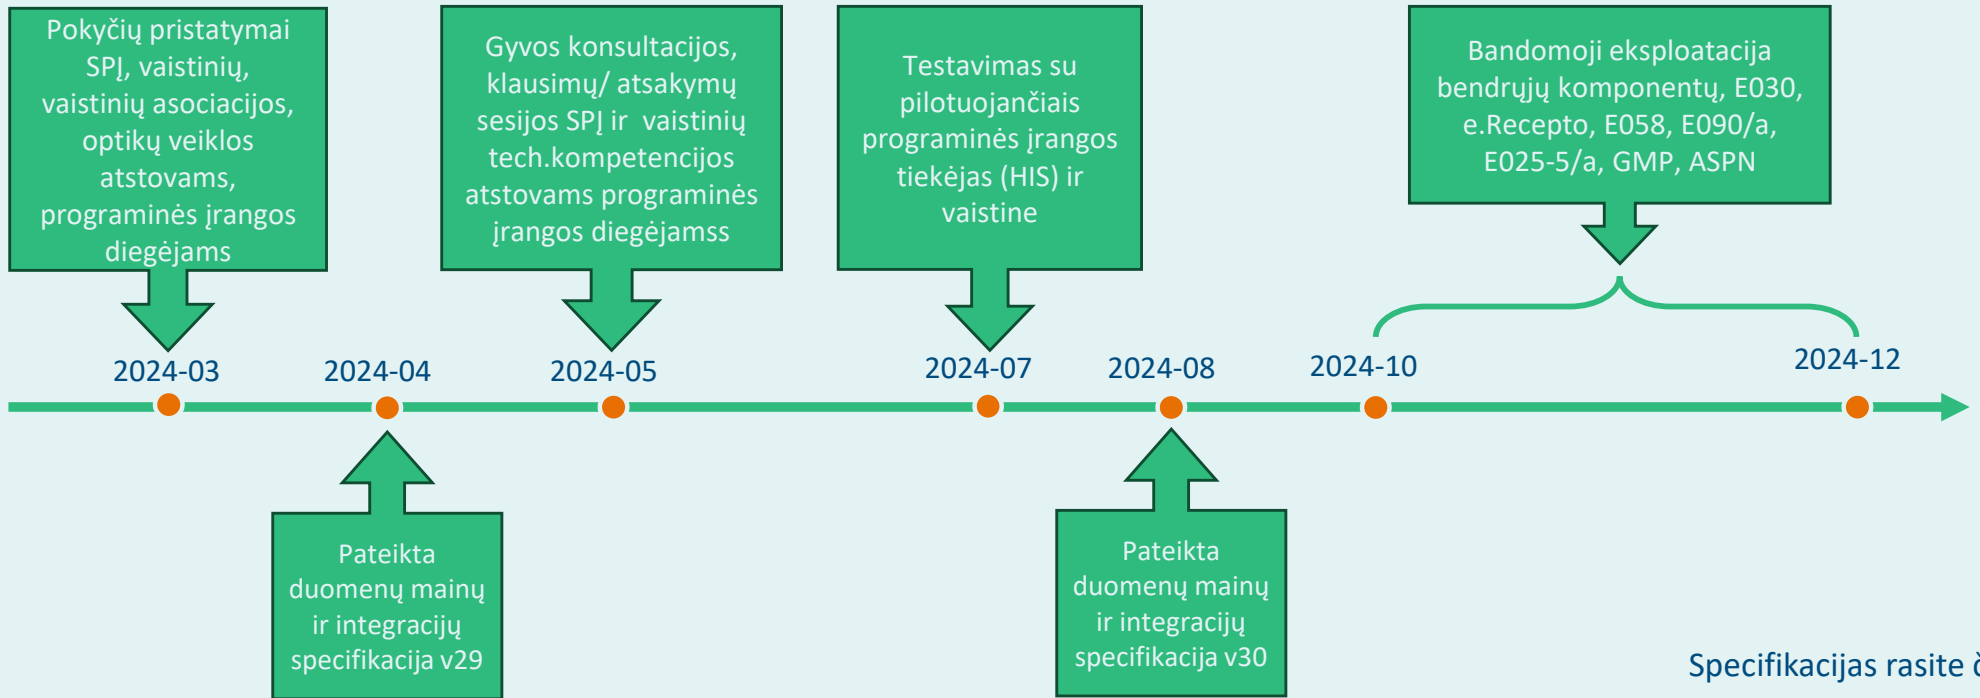 Pokyčių pristatymai
SPĮ, vaistinių,
vaistinių asociacijos,
optikų veiklos
atstovams,
programinės įrangos
diegėjams
Gyvos konsultacijos,
klausimų/ atsakymų
sesijos SPĮ ir vaistinių
tech.kompetencijos
atstovams programinės
įrangos diegėjamss
Testavimas su
pilotuojančiais
programinės įrangos
tiekėjas (HIS) ir
vaistine
Bandomoji eksploatacija
bendrųjų komponentų, E030,
e.Recepto, E058, E090/a,
E025-5/a, GMP, ASPN
2024-03
2024-04
2024-05
2024-07
2024-08
2024-10
2024-12
Pateikta
duomenų mainų
ir integracijų
specifikacija v29
Pateikta
duomenų mainų
ir integracijų
specifikacija v30
Specifikacijas rasite